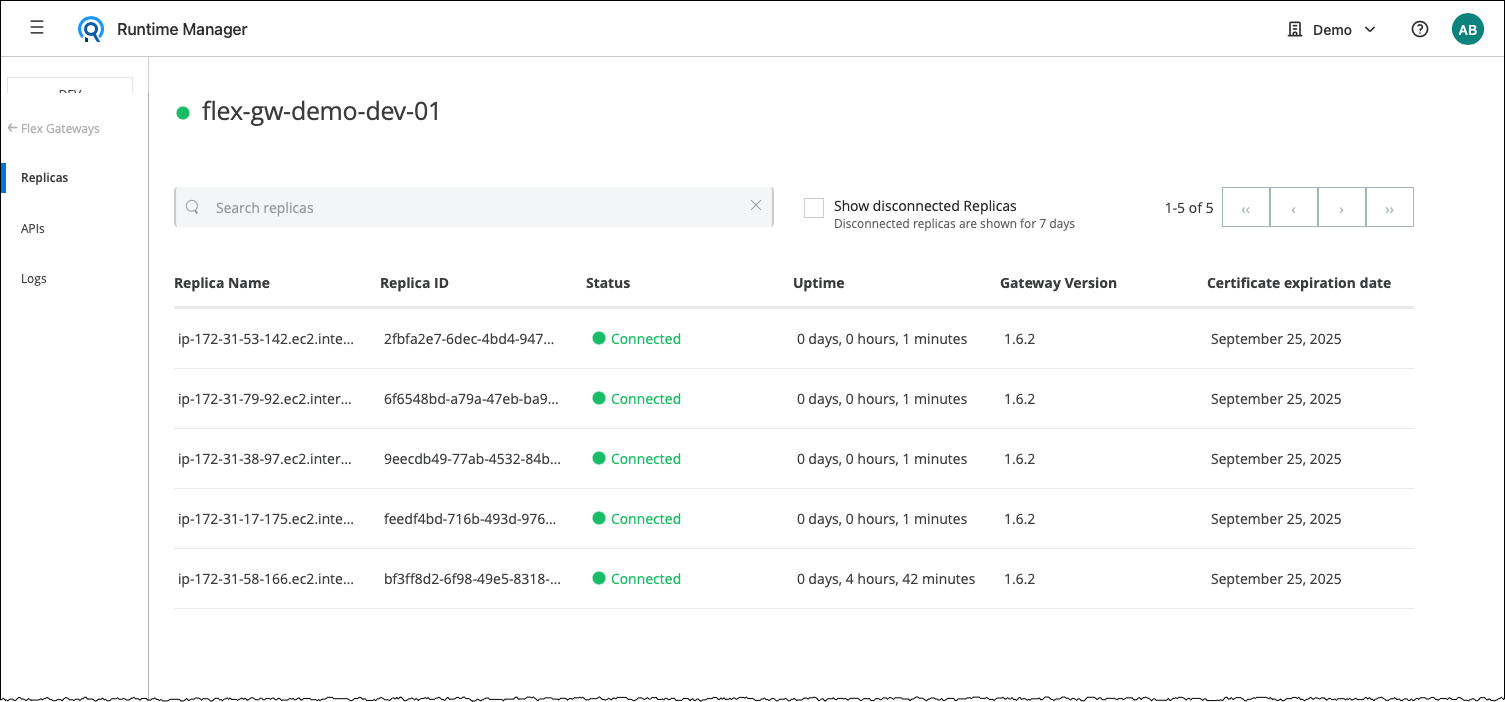 Runtime Manager
Demo
AB
DEV
Flex Gateways
Replicas
APIs
Logs
flex-gw-demo-dev-01
Search replicas
Show disconnected Replicas
Disconnected replicas are shown for 7 days
1-5 of 5
Replica Name Replica ID Status Uptime Gateway Version Certificate expiration date
ip-172-31-53-142.ec2.inte... 2fbfa2e7-6dec-4bd4-947... Connected 0 days, 0 hours, 1 minutes 1.6.2 September 25, 2025
ip-172-31-79-92.ec2.inter... 6f6548bd-a79a-47eb-ba9... Connected 0 days, 0 hours, 1 minutes 1.6.2 September 25, 2025
ip-172-31-38-97.ec2.inter... 9eecdb49-77ab-4532-84b... Connected 0 days, 0 hours, 1 minutes 1.6.2 September 25, 2025
ip-172-31-17-175.ec2.inte... feedf4bd-716b-493d-976... Connected 0 days, 0 hours, 1 minutes 1.6.2 September 25, 2025
ip-172-31-58-166.ec2.inte... bf3ff8d2-6f98-49e5-8318-... Connected 0 days, 4 hours, 42 minutes 1.6.2 September 25, 2025